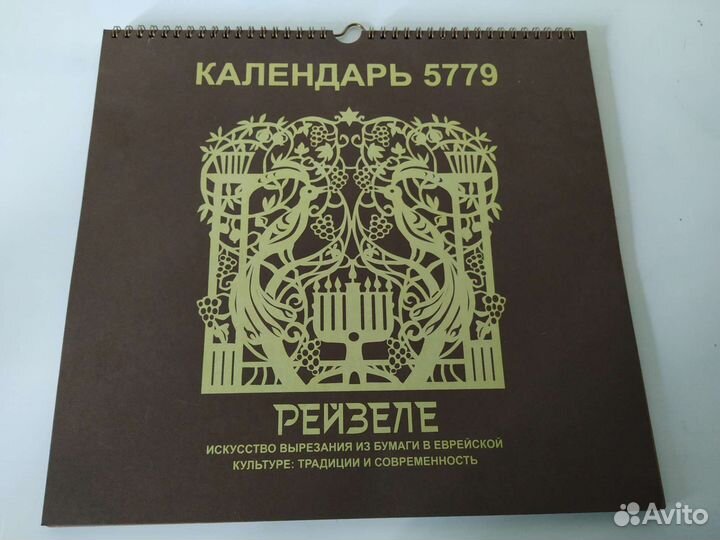 КАЛЕНДАРЬ 5779
РЕЙЗЕЛЕ
ИСКУССТВО ВЫРЕЗАНИЯ ИЗ БУМАГИ В ЕВРЕЙСКОЙ
КУЛЬТУРЕ: ТРАДИЦИИ И СОВРЕМЕННОСТЬ
Avito